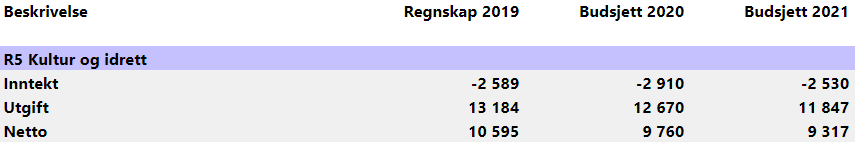 Beskrivelse Regnskap 2019 Budsjett 2020 Budsjett 2021
R5 Kultur og idrett
Inntekt -2 589 -2 910 -2 530
Utgift 13 184 12 670 11 847
Netto 10 595 9 760 9 317